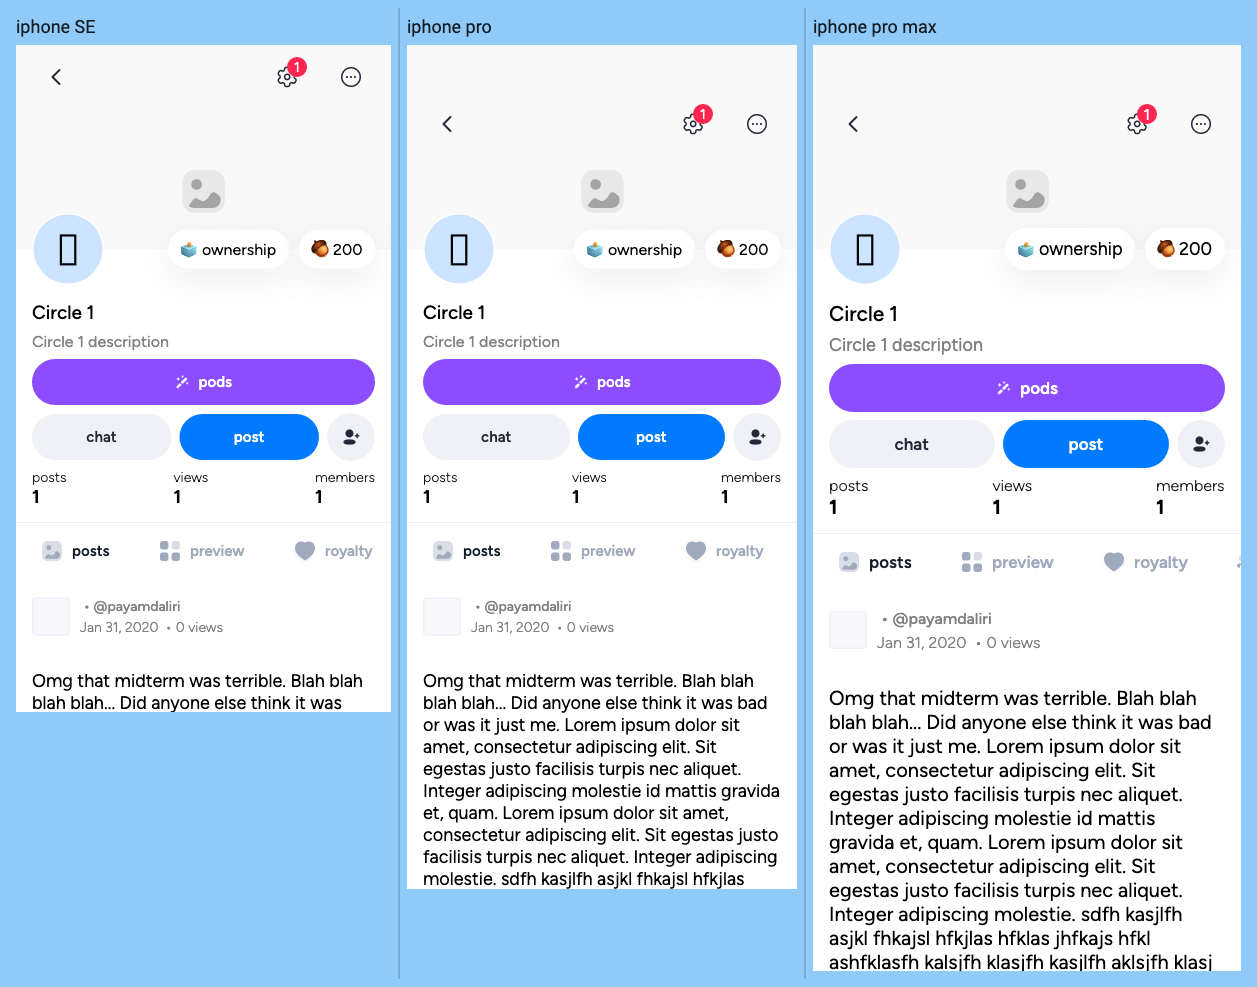 iphone SE
1
ownership
200
Circle 1
Circle 1 description
pods
chat
post
posts
views
members
1
1
1
posts
preview
royalty
• @payamdaliri
Jan 31, 2020 • 0 views
Omg that midterm was terrible. Blah blah
blah blah... Did anyone else think it was
iphone pro
1
ownership
200
Circle 1
Circle 1 description
pods
chat
post
posts
views
members
1
1
1
posts
preview
royalty
• @payamdaliri
Jan 31, 2020 • 0 views
Omg that midterm was terrible. Blah blah
blah blah... Did anyone else think it was bad
or was it just me. Lorem ipsum dolor sit
amet, consectetur adipiscing elit. Sit
egestas justo facilisis turpis nec aliquet.
Integer adipiscing molestie id mattis gravida
et, quam. Lorem ipsum dolor sit amet,
consectetur adipiscing elit. Sit egestas justo
facilisis turpis nec aliquet. Integer adipiscing
molestie. sdfh kasjlfh asjkl fhkajsl hfkjlas
iphone pro max
1
ownership
200
Circle 1
Circle 1 description
pods
chat
post
posts
views
members
1
1
1
posts
preview
royalty
• @payamdaliri
Jan 31, 2020 • 0 views
Omg that midterm was terrible. Blah blah
blah blah... Did anyone else think it was bad
or was it just me. Lorem ipsum dolor sit
amet, consectetur adipiscing elit. Sit
egestas justo facilisis turpis nec aliquet.
Integer adipiscing molestie id mattis
gravida et, quam. Lorem ipsum dolor sit
amet, consectetur adipiscing elit. Sit
egestas justo facilisis turpis nec aliquet.
Integer adipiscing molestie. sdfh kasjlfh
asjkl fhkajsl hfkjlas hfklas jhfkajs hfkl
ashfklasfh kalsjfh klasjfh kasjlfh aklsjfh klasj